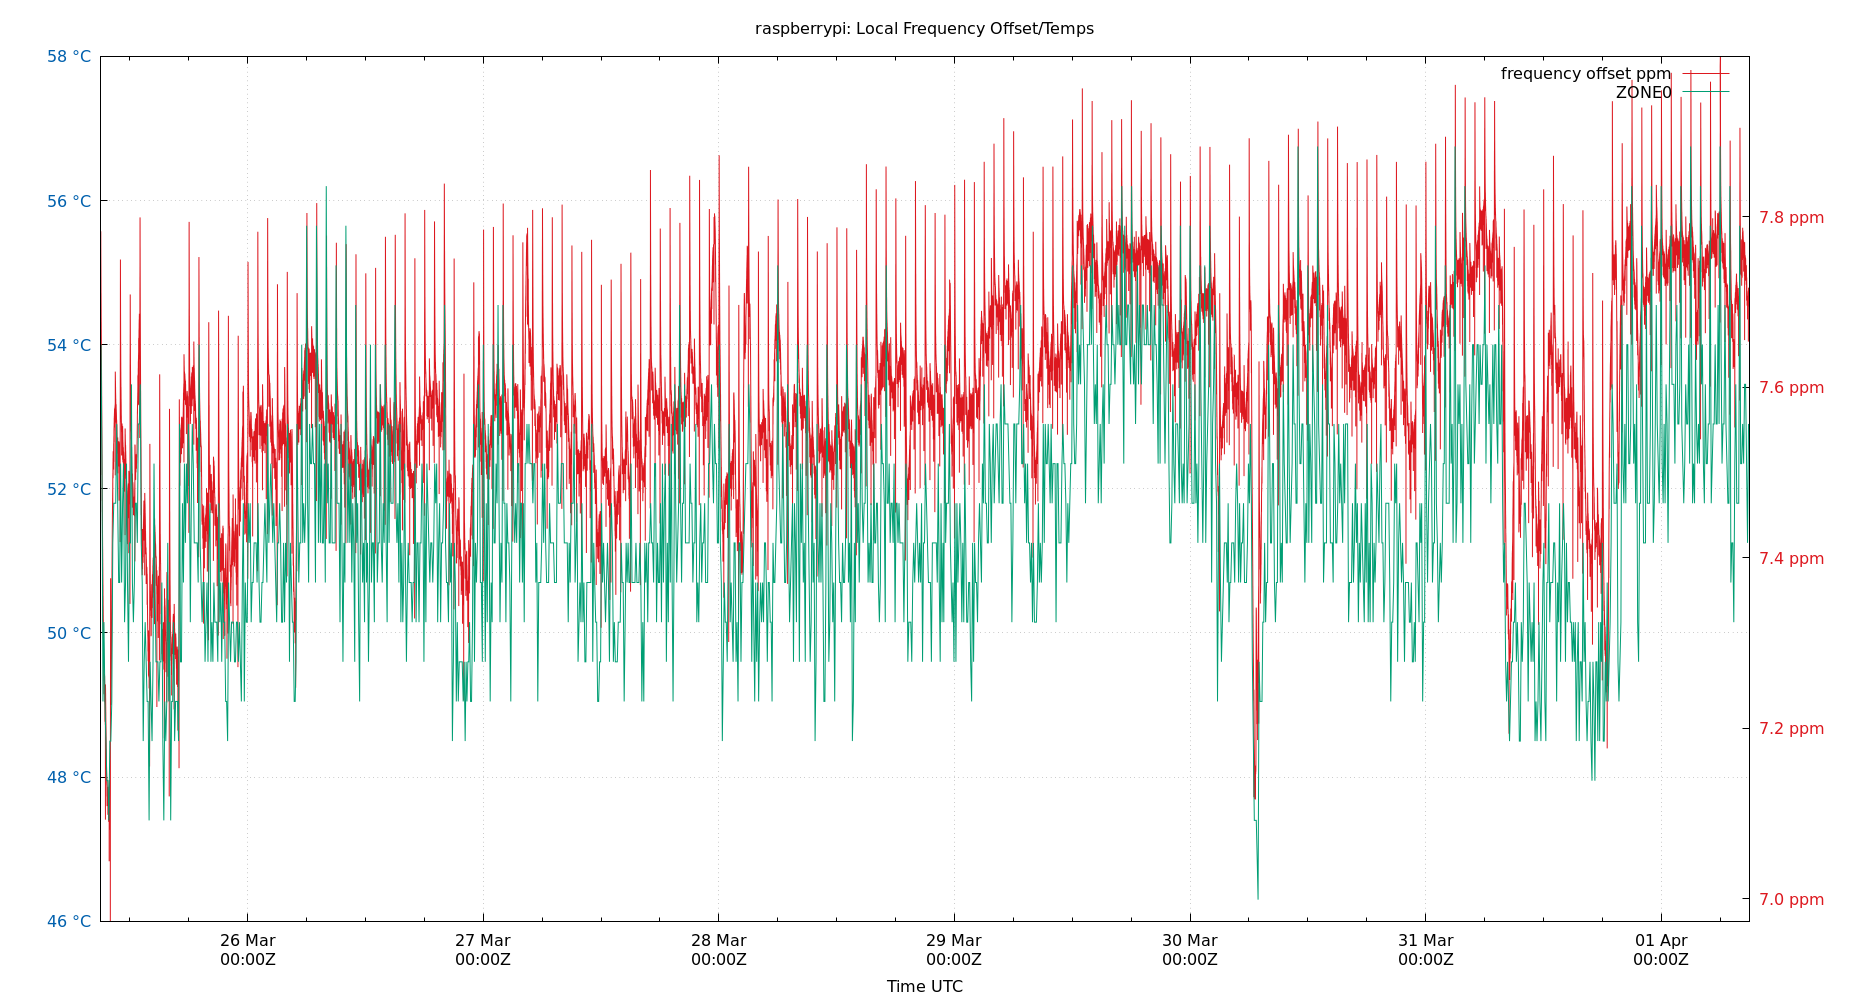 raspberrypi: Local Frequency Offset/Temps
58 °C
56 °C
54 °C
52 °C
50 °C
48 °C
46 °C
frequency offset ppm
ZONE0
7.8 ppm
7.6 ppm
7.4 ppm
7.2 ppm
7.0 ppm
26 Mar
00:00Z
27 Mar
00:00Z
28 Mar
00:00Z
29 Mar
00:00Z
30 Mar
00:00Z
31 Mar
00:00Z
01 Apr
00:00Z
Time UTC